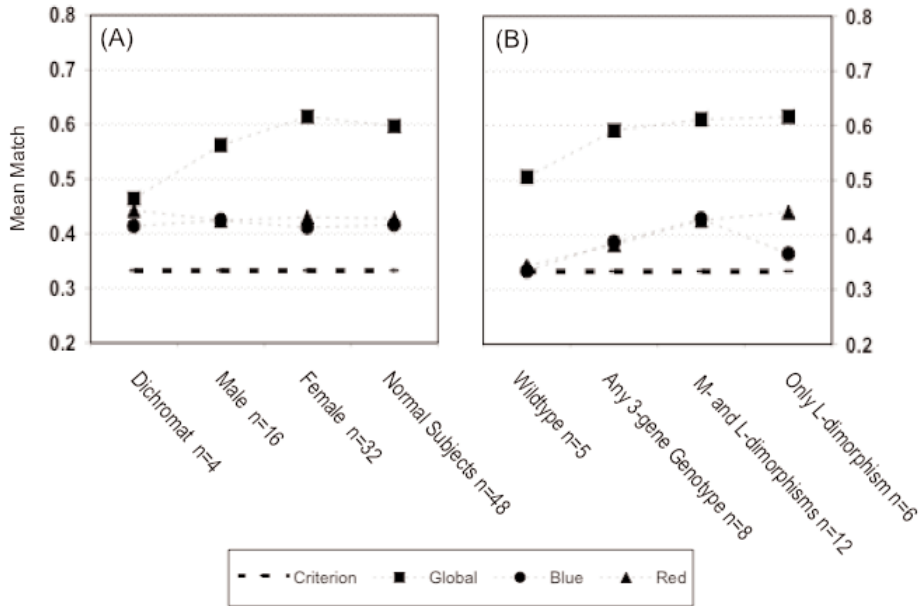 (A)
(B)
Mean Match
0.8
0.7
0.6
0.5
0.4
0.3
0.2
0.8
0.7
0.6
0.5
0.4
0.3
0.2
Dichromat n=4
Male n=16
Female n=32
Normal Subjects n=48
Wildtype n=5
Any 3-gene Genotype n=8
M- and L-dimorphisms n=12
Only L-dimorphism n=6
Criterion Global Blue Red